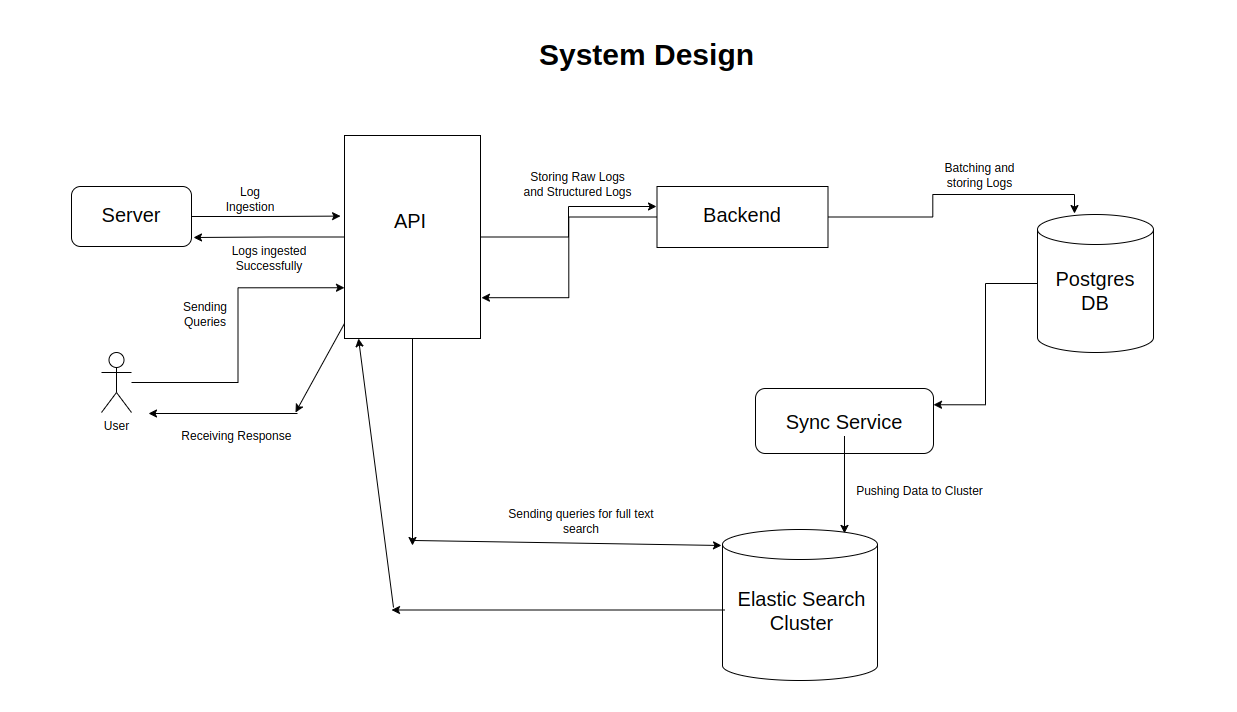 System Design
Log
Ingestion
Server
API
Logs ingested
Successfully
Storing Raw Logs
and Structured Logs
Backend
Batching and
storing Logs
Postgres
DB
Sending
Queries
User
Receiving Response
Sync Service
Pushing Data to Cluster
Sending queries for full text
search
Elastic Search
Cluster